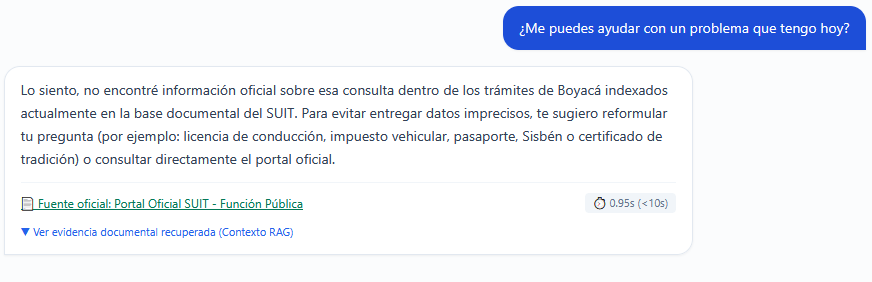 ¿Me puedes ayudar con un problema que tengo hoy?
Lo siento, no encontré información oficial sobre esa consulta dentro de los trámites de Boyacá indexados
actualmente en la base documental del SUIT. Para evitar entregar datos imprecisos, te sugiero reformular
tu pregunta (por ejemplo: licencia de conducción, impuesto vehicular, pasaporte, Sisbén o certificado de
tradición) o consultar directamente el portal oficial.
Fuente oficial: Portal Oficial SUIT - Función Pública
0.95s (<10s)
▼ Ver evidencia documental recuperada (Contexto RAG)